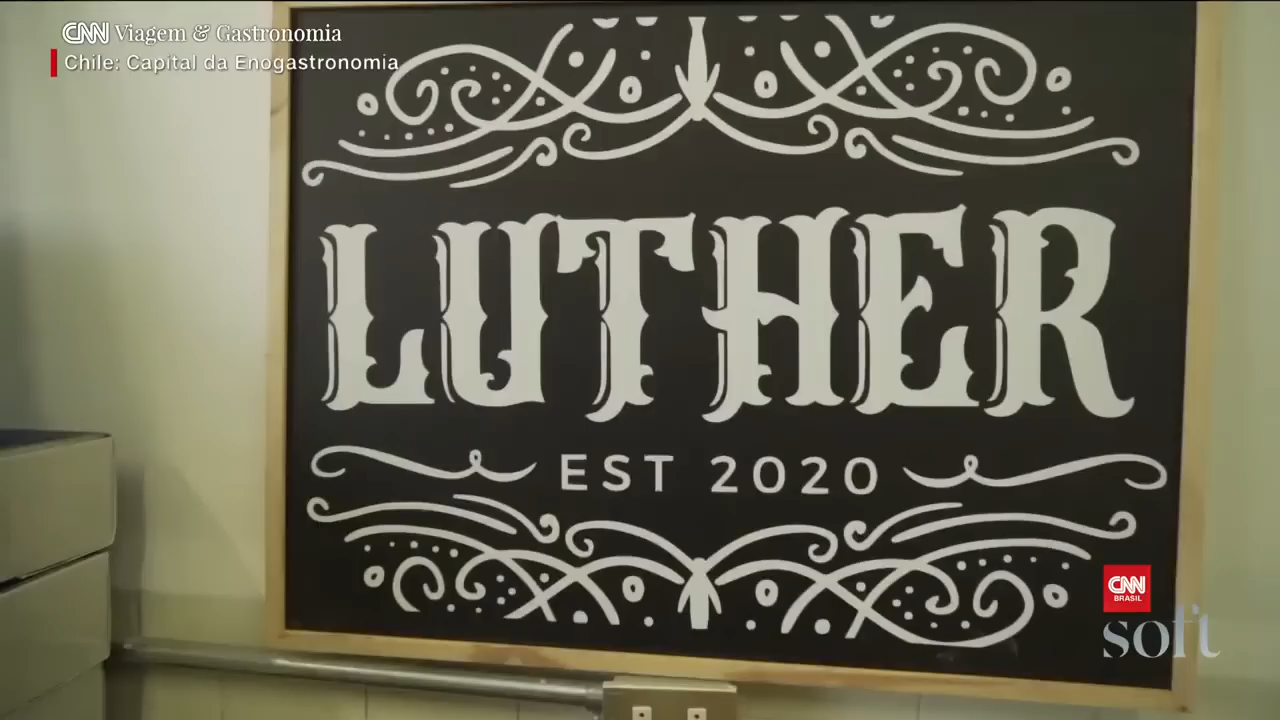 CNN Viagem & Gastronomia
Chile: Capital da Enogastronomia
LUTHER
EST 2020
CNN
BRASIL
soft